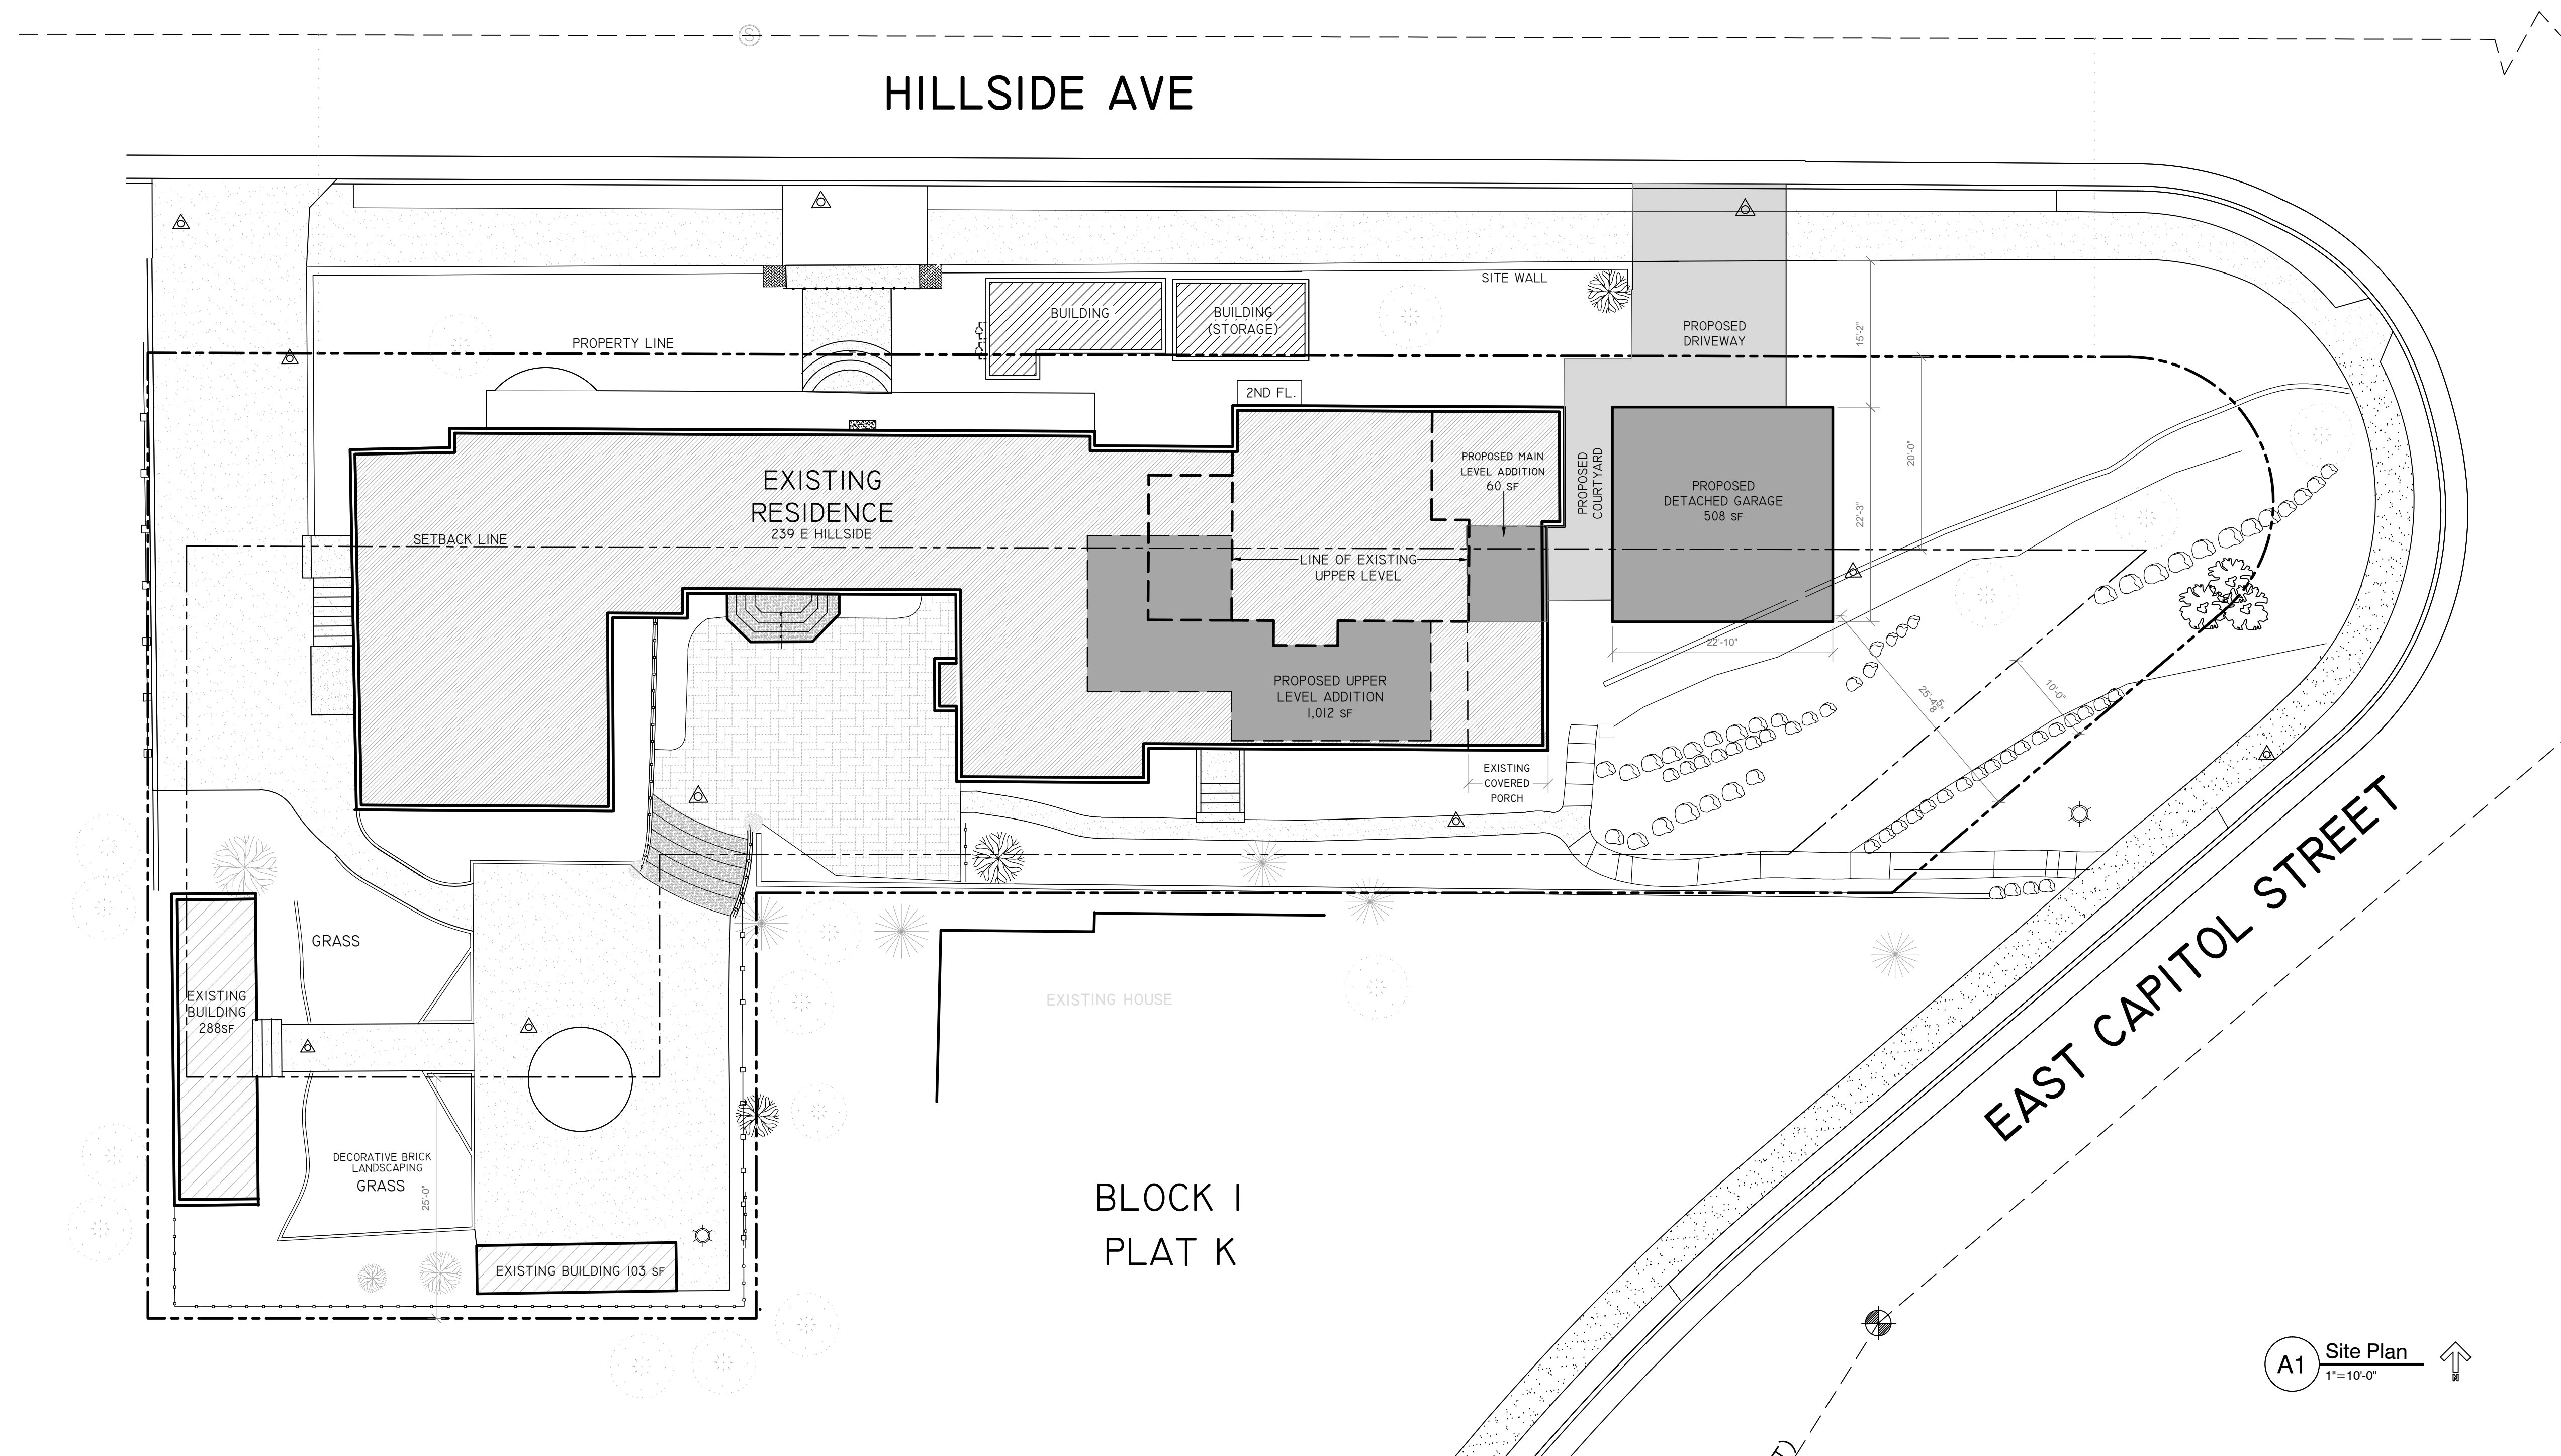 S
HILLSIDE AVE
SITE WALL
BUILDING
BUILDING
(STORAGE)
PROPOSED
DRIVEWAY
15'-2"
PROPERTY LINE
2ND FL.
EXISTING
RESIDENCE
239 E HILLSIDE
PROPOSED MAIN
LEVEL ADDITION
60 SF
PROPOSED
COURTYARD
PROPOSED
DETACHED GARAGE
508 SF
22'-3"
20'-0"
SETBACK LINE
LINE OF EXISTING
UPPER LEVEL
22'-10"
PROPOSED UPPER
LEVEL ADDITION
1,012 SF
10'-0"
EXISTING
COVERED
PORCH
EAST CAPITOL STREET
GRASS
EXISTING
BUILDING
288SF
EXISTING HOUSE
DECORATIVE BRICK
LANDSCAPING
GRASS
25'-0"
EXISTING BUILDING 103 SF
BLOCK 1
PLAT K
A1
Site Plan
1"=10'-0"
N